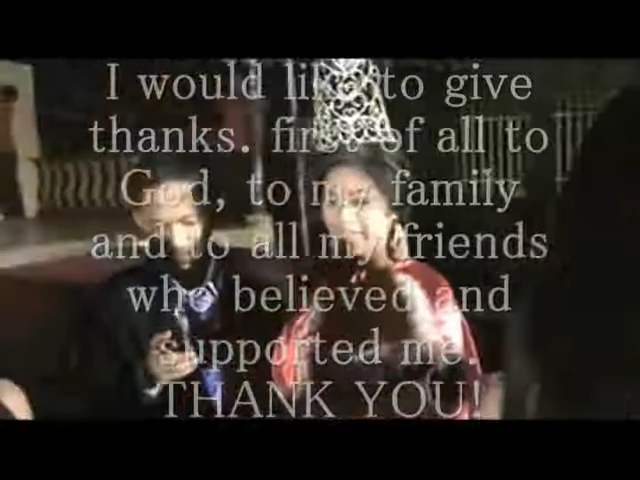 I would like to give
thanks. first of all to
God, to my family
and to all my friends
who believed and
supported me.
THANK YOU!